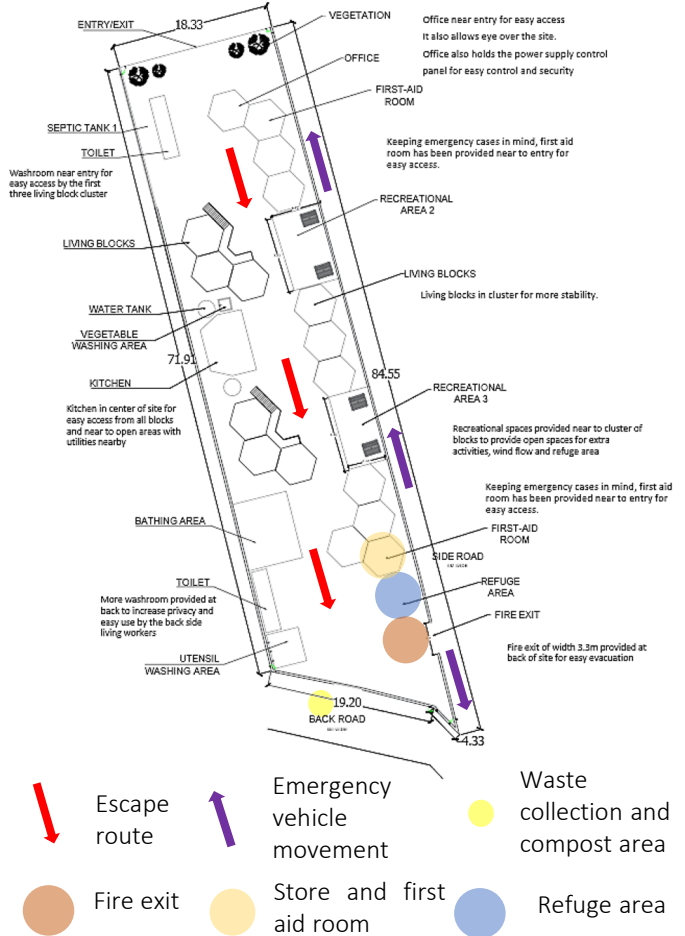 18.33
VEGETATION
ENTRY/EXIT
Office near entry for easy access
It also allows eye over the site.
Office also holds the power supply control
panel for easy control and security
OFFICE
FIRST-AID
ROOM
SEPTIC TANK 1
TOILET
Washroom near entry for
easy access by the first
three living block cluster
Keeping emergency cases in mind, first aid
room has been provided near to entry for
easy access.
RECREATIONAL
AREA 2
LIVING BLOCKS
LIVING BLOCKS
Living blocks in cluster for more stability.
WATER TANK
VEGETABLE
WASHING AREA
71.91
84.55
KITCHEN
Kitchen in center of site for
easy access from all blocks
and near to open areas with
utilities nearby
RECREATIONAL
AREA 3
Recreational spaces provided near to cluster of
blocks to provide open spaces for extra
activities, wind flow and refuge area
Keeping emergency cases in mind, first aid
room has been provided near to entry for
easy access.
BATHING AREA
FIRST-AID
ROOM
SIDE ROAD
TOILET
More washroom provided at
back to increase privacy and
easy use by the back side
living workers
REFUGE
AREA
FIRE EXIT
Fire exit of width 3.3m provided at
back of site for easy evacuation
UTENSIL
WASHING AREA
19.20
BACK ROAD
4.33
Escape
route
Emergency
vehicle
movement
Waste
collection and
compost area
Fire exit
Store and first
aid room
Refuge area